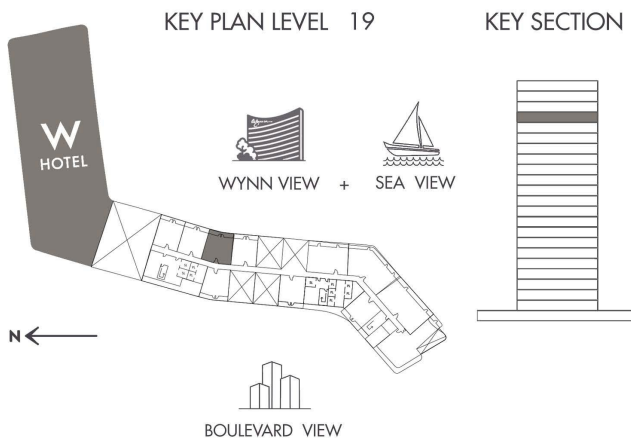 KEY PLAN LEVEL 19
KEY SECTION
W
HOTEL
WYNN VIEW + SEA VIEW
N
BOULEVARD VIEW